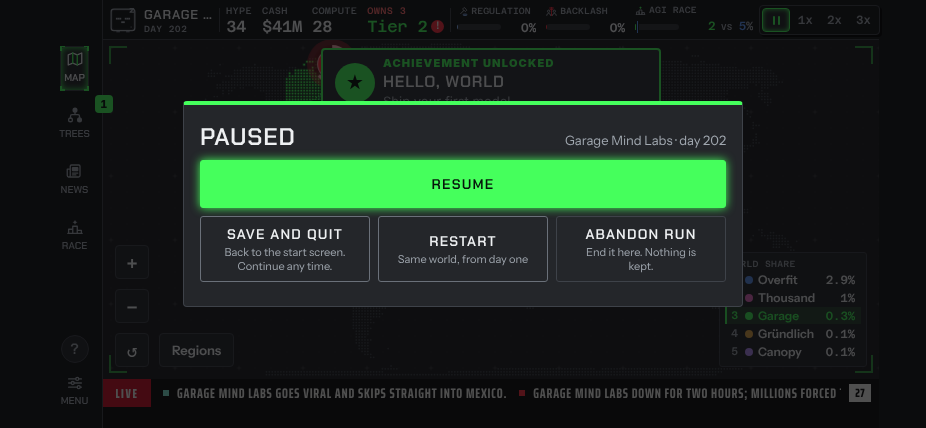 GARAGE ...
DAY 202
HYPE
34
CASH
$41M
COMPUTE
28
OWNS 3
Tier 2
REGULATION
0%
BACKLASH
0%
AGI RACE
2 vs 5%
1x
2x
3x
ACHIEVEMENT UNLOCKED
HELLO, WORLD
Ship your first model
MAP
1
TREES
NEWS
RACE
PAUSED
Garage Mind Labs · day 202
RESUME
SAVE AND QUIT
Back to the start screen.
Continue any time.
RESTART
Same world, from day one
ABANDON RUN
End it here. Nothing is
kept.
+
−
Regions
SHARE
Overfit 2.9%
Thousand 1%
3 Garage 0.3%
4 Gründlich 0.1%
5 Canopy 0.1%
?
MENU
LIVE
GARAGE MIND LABS GOES VIRAL AND SKIPS STRAIGHT INTO MEXICO.
GARAGE MIND LABS DOWN FOR TWO HOURS; MILLIONS FORCED
27